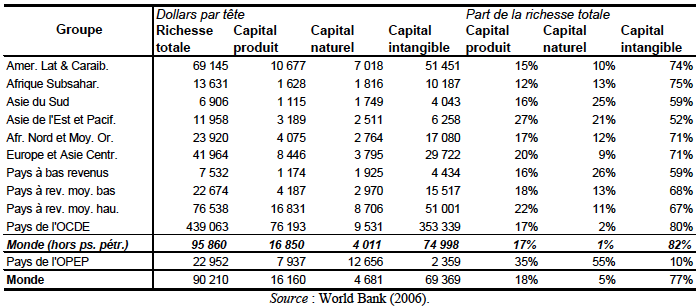 Groupe Dollars par tête Part de la richesse totale
Richesse totale Capital produit Capital naturel Capital intangible Capital produit Capital naturel Capital intangible
Amer. Lat & Caraib. 69 145 10 677 7 018 51 451 15% 10% 74%
Afrique Subsahar. 13 631 1 628 1 816 10 187 12% 13% 75%
Asie du Sud 6 906 1 115 1 749 4 043 16% 25% 59%
Asie de l'Est et Pacif. 11 958 3 189 2 511 6 258 27% 21% 52%
Afr. Nord et Moy. Or. 23 920 4 075 2 764 17 080 17% 12% 71%
Europe et Asie Centr. 41 964 8 446 3 795 29 722 20% 9% 71%
Pays à bas revenus 7 532 1 174 1 925 4 434 16% 26% 59%
Pays à rev. moy. bas 22 674 4 187 2 970 15 517 18% 13% 68%
Pays à rev. moy. hau. 76 538 16 831 8 706 51 001 22% 11% 67%
Pays de l'OCDE 439 063 76 193 9 531 353 339 17% 2% 80%
Monde (hors ps. pétr.) 95 860 16 850 4 011 74 998 17% 1% 82%
Pays de l'OPEP 22 952 7 937 12 656 2 359 35% 55% 10%
Monde 90 210 16 160 4 681 69 369 18% 5% 77%
Source : World Bank (2006).